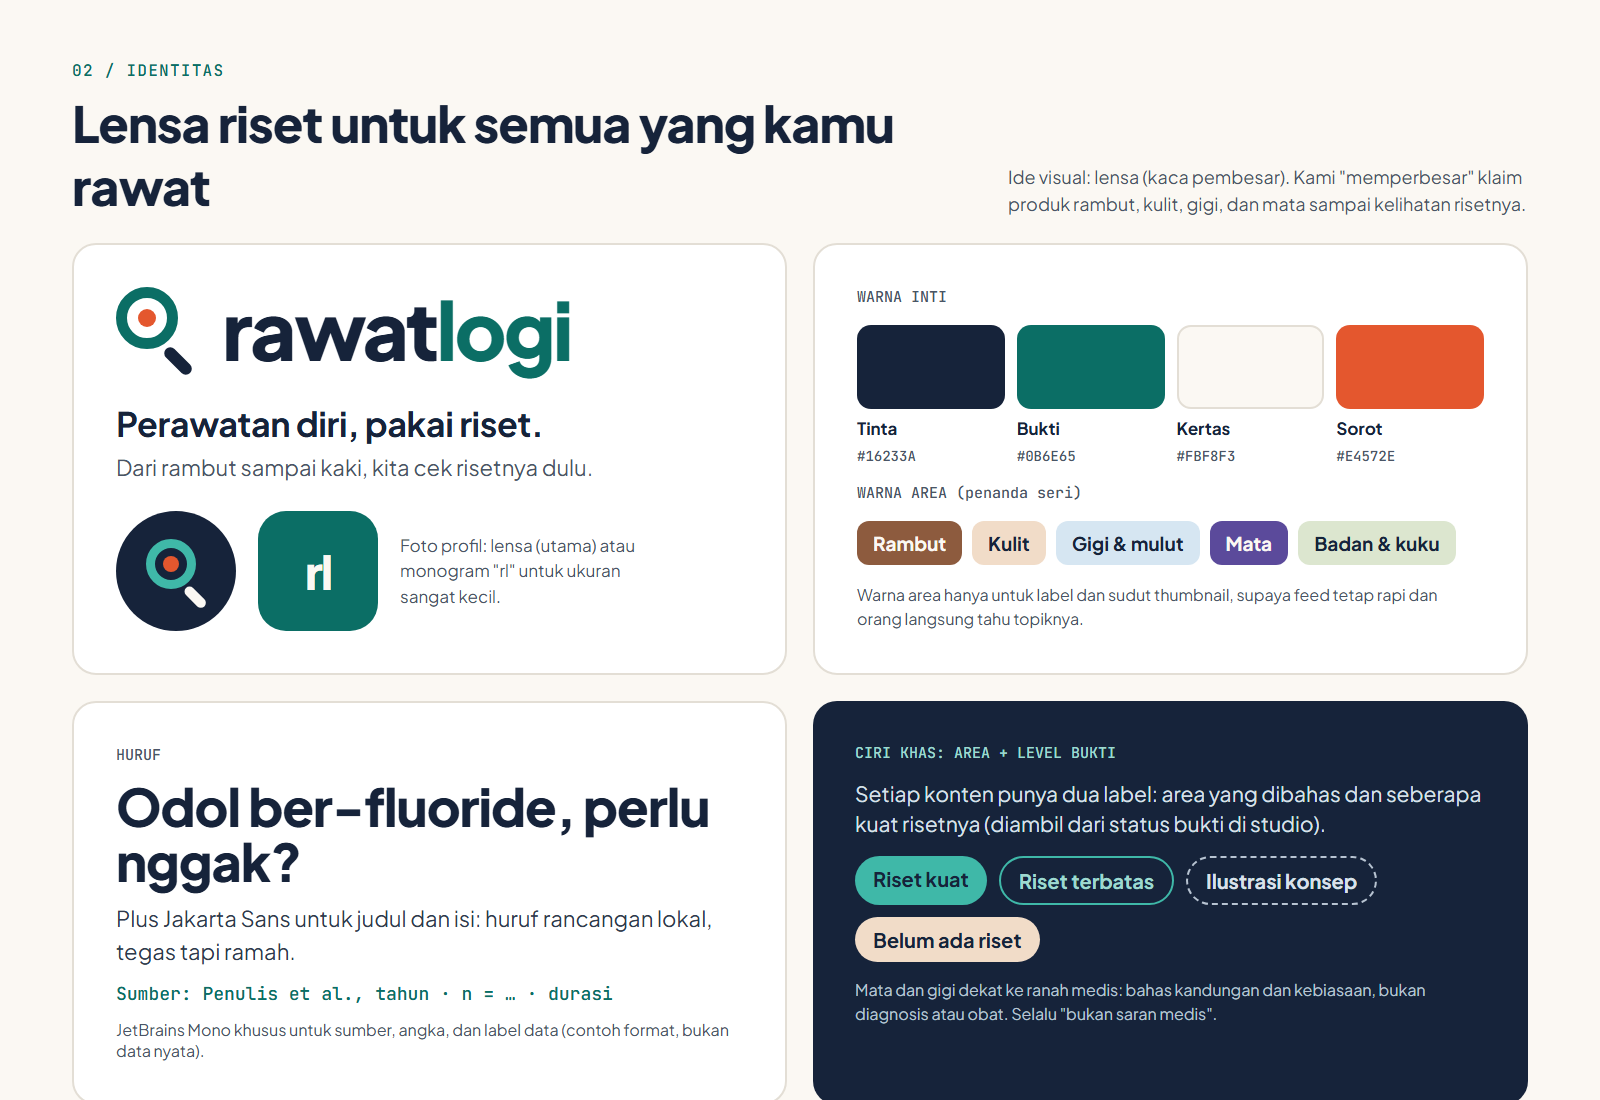 02 / IDENTITAS
Lensa riset untuk semua yang kamu
rawat
Ide visual: lensa (kaca pembesar). Kami "memperbesar" klaim
produk rambut, kulit, gigi, dan mata sampai kelihatan risetnya.
rawatlogi
Perawatan diri, pakai riset.
Dari rambut sampai kaki, kita cek risetnya dulu.
rl
Foto profil: lensa (utama) atau
monogram "rl" untuk ukuran
sangat kecil.
WARNA INTI
Tinta
Bukti
Kertas
Sorot
#16233A
#0B6E65
#FBF8F3
#E4572E
WARNA AREA (penanda seri)
Rambut
Kulit
Gigi & mulut
Mata
Badan & kuku
Warna area hanya untuk label dan sudut thumbnail, supaya feed tetap rapi dan
orang langsung tahu topiknya.
HURUF
Odol ber-fluoride, perlu
nggak?
Plus Jakarta Sans untuk judul dan isi: huruf rancangan lokal,
tegas tapi ramah.
Sumber: Penulis et al., tahun · n = … · durasi
JetBrains Mono khusus untuk sumber, angka, dan label data (contoh format, bukan
data nyata).
CIRI KHAS: AREA + LEVEL BUKTI
Setiap konten punya dua label: area yang dibahas dan seberapa
kuat risetnya (diambil dari status bukti di studio).
Riset kuat
Riset terbatas
Ilustrasi konsep
Belum ada riset
Mata dan gigi dekat ke ranah medis: bahas kandungan dan kebiasaan, bukan
diagnosis atau obat. Selalu "bukan saran medis".